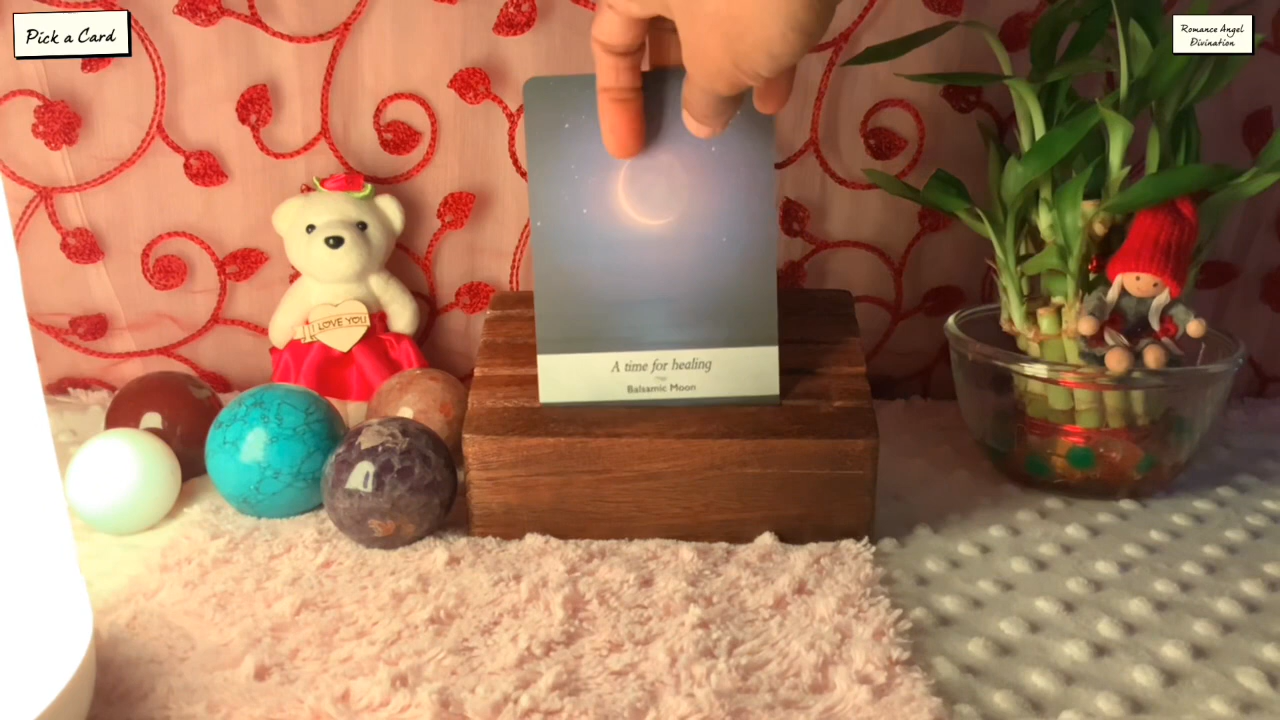 Pick a Card
Romance Angel
Divination
I LOVE YOU
A time for healing
Balsamic Moon